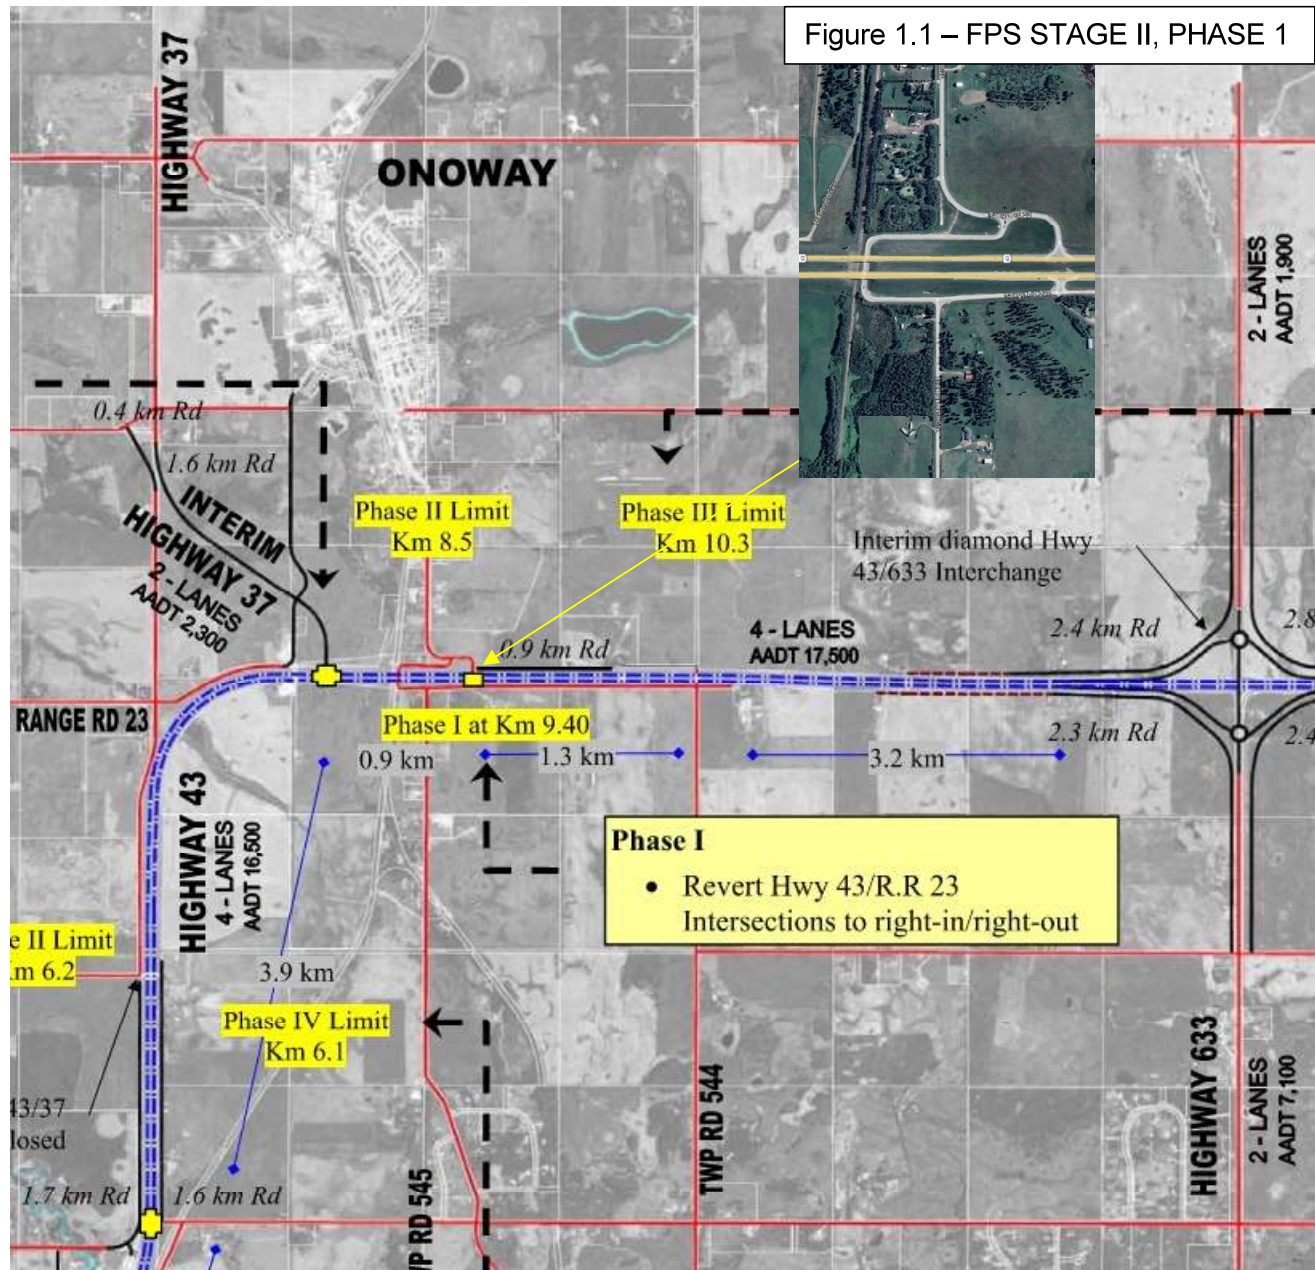 Figure 1.1 – FPS STAGE II, PHASE 1
HIGHWAY 37
ONOWAY
2 - LANES
AADT 1,900
0.4 km Rd
1.6 km Rd
INTERIM
HIGHWAY 37
2 - LANES
AADT 2,300
Phase II Limit
Km 8.5
Phase III Limit
Km 10.3
Interim diamond Hwy
43/633 Interchange
0.9 km Rd
4 - LANES
AADT 17,500
2.4 km Rd
2.8
RANGE RD 23
Phase I at Km 9.40
0.9 km
1.3 km
3.2 km
2.3 km Rd
2.4
HIGHWAY 43
4 - LANES
AADT 16,500
Phase I
• Revert Hwy 43/R.R 23
Intersections to right-in/right-out
e II Limit
m 6.2
3.9 km
Phase IV Limit
Km 6.1
43/37
losed
1.7 km Rd
1.6 km Rd
WP RD 545
TWP RD 544
HIGHWAY 633
2 - LANES
AADT 7,100